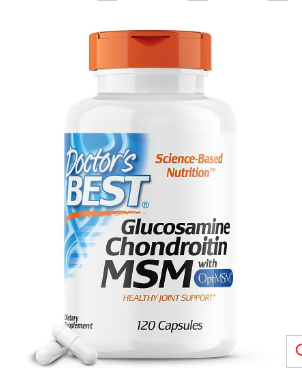 Doctor's
BEST®
Science-Based
Nutrition™
Glucosamine
Chondroitin
MSM with OptiMSM®
HEALTHY JOINT SUPPORT*
Dietary
Supplement
120 Capsules